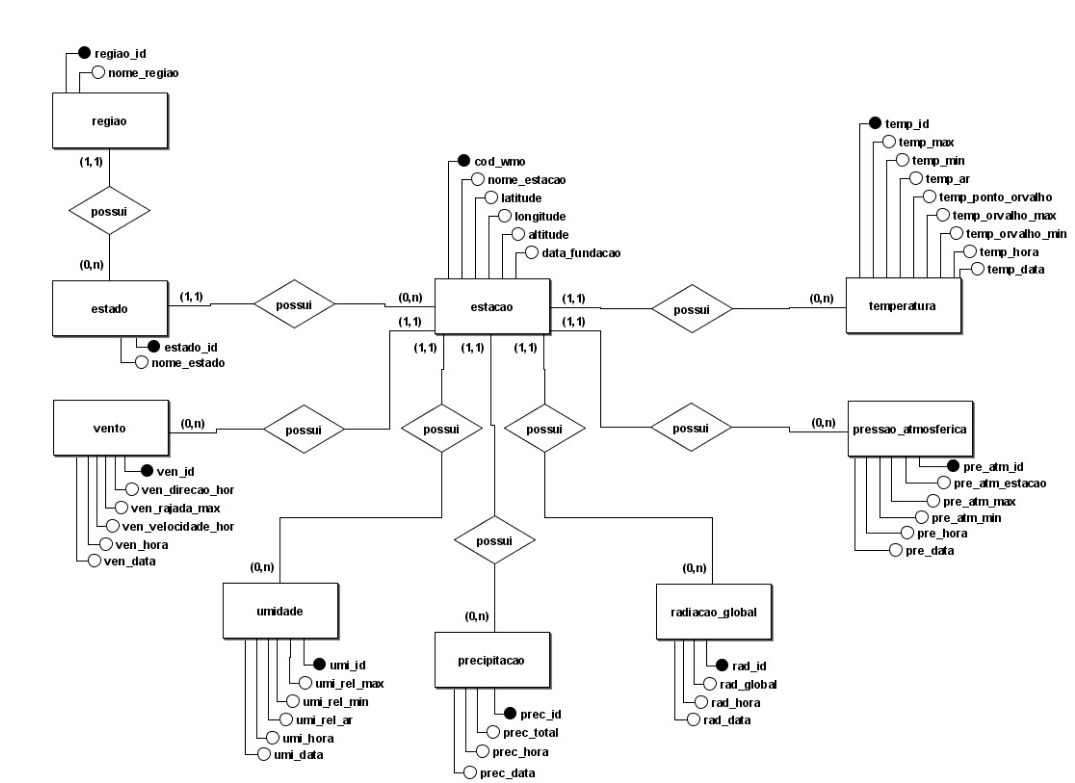 regiao_id
nome_regiao
regiao
(1,1)
possui
(0,n)
estado
estado_id
nome_estado
(1,1)
possui
(0,n)
cod_wmo
nome_estacao
latitude
longitude
altitude
data_fundacao
estacao
(1,1)
possui
(0,n)
temp_id
temp_max
temp_min
temp_ar
temp_ponto_orvalho
temp_orvalho_max
temp_orvalho_min
temp_hora
temp_data
temperatura
(1,1)
(1,1)
(1,1)
(1,1)
(1,1)
vento
(0,n)
possui
possui
possui
possui
(0,n)
pressao_atmosferica
ven_id
ven_direcao_hor
ven_rajada_max
ven_velocidade_hor
ven_hora
ven_data
pre_atm_id
pre_atm_estacao
pre_atm_max
pre_atm_min
pre_hora
pre_data
possui
(0,n)
umidade
umi_id
umi_rel_max
umi_rel_min
umi_rel_ar
umi_hora
umi_data
(0,n)
precipitacao
prec_id
prec_total
prec_hora
prec_data
(0,n)
radiacao_global
rad_id
rad_global
rad_hora
rad_data